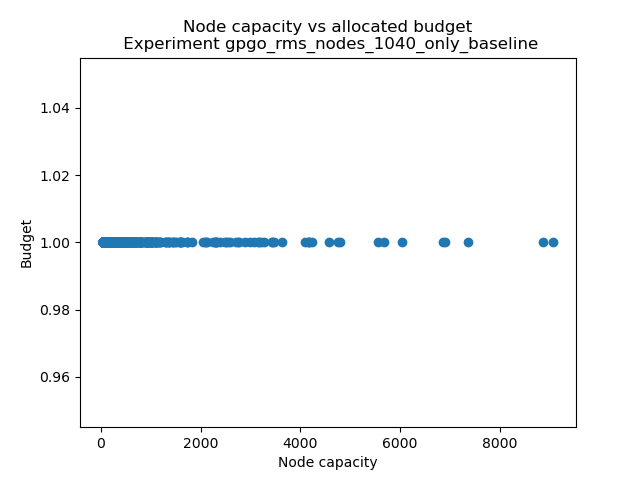 Node capacity vs allocated budget
Experiment gpgo_rms_nodes_1040_only_baseline
1.04
1.02
1.00
0.98
0.96
Budget
0
2000
4000
6000
8000
Node capacity